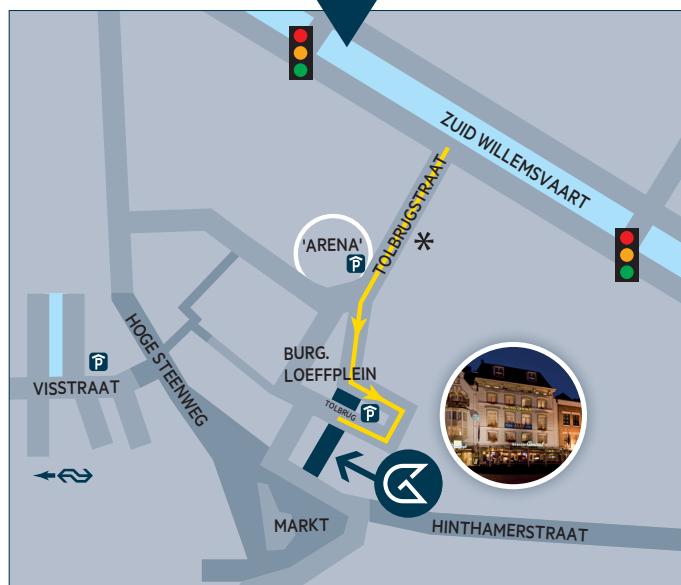 ZUID WILLEMSVAART
TOLBRUGSTRAAT
*
'ARENA'
P
HOGE STEENWEG
BURG.
LOEFFPLEIN
P
VISSTRAAT
TOLBRUG
P
MARKT
HINTHAMERSTRAAT